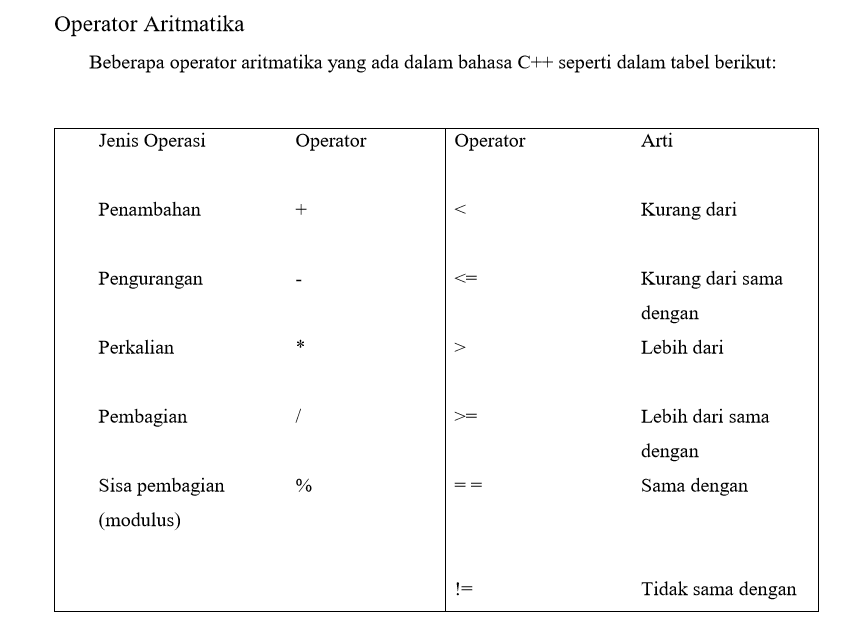 Operator Aritmatika
Beberapa operator aritmatika yang ada dalam bahasa C++ seperti dalam tabel berikut:
Jenis Operasi Operator Operator Arti
Penambahan + < Kurang dari
Pengurangan - <= Kurang dari sama
dengan
Perkalian * > Lebih dari
Pembagian / >= Lebih dari sama
dengan
Sisa pembagian % = = Sama dengan
(modulus)
!= Tidak sama dengan